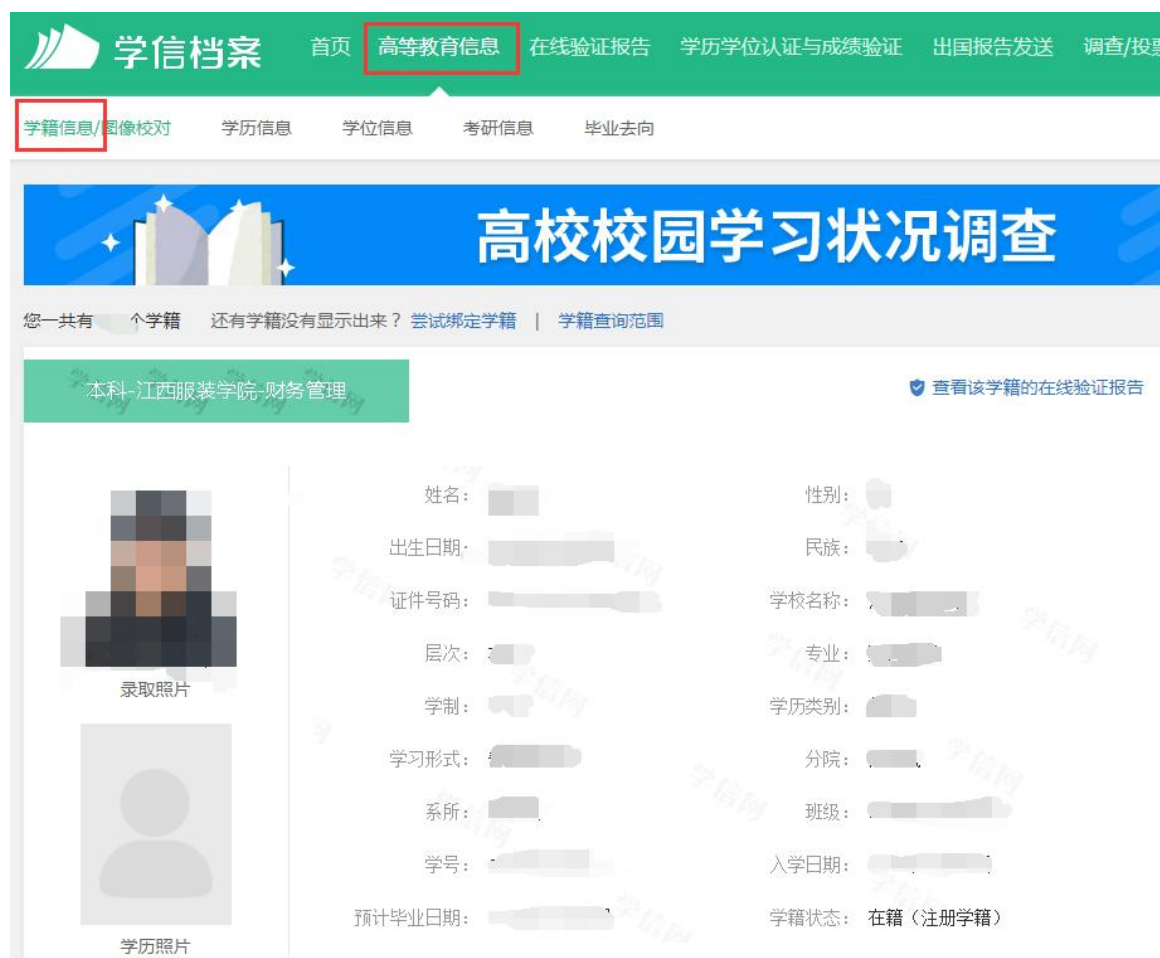 学信档案 首页 高等教育信息 在线验证报告 学历学位认证与成绩验证 出国报告发送 调查/投票
学籍信息/图像校对 学历信息 学位信息 考研信息 毕业去向
高校校园学习状况调查
您一共有 个学籍 还有学籍没有显示出来？尝试绑定学籍 | 学籍查询范围
本科-江西服装学院-财务管理 查看该学籍的在线验证报告
姓名： 性别：
出生日期： 民族：
证件号码： 学校名称：
层次： 专业：
录取照片
学制： 学历类别：
学习形式： 分院：
系所： 班级：
学号： 入学日期：
预计毕业日期： 学籍状态： 在籍（注册学籍）
学历照片
学信网